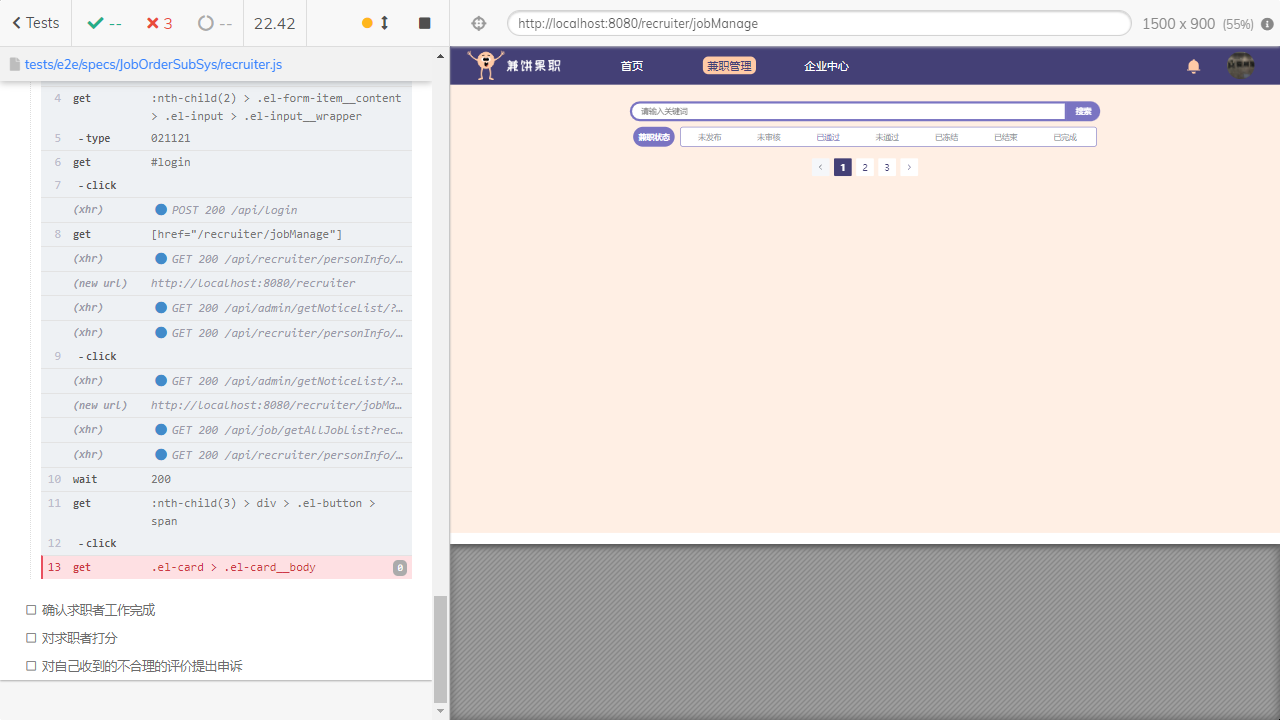 Tests
--
3
--
22.42
http://localhost:8080/recruiter/jobManage
1500 x 900 (55%)
tests/e2e/specs/JobOrderSubSys/recruiter.js
4 get :nth-child(2) > .el-form-item__content
> .el-input > .el-input__wrapper
5 -type 021121
6 get #login
7 -click
(xhr) POST 200 /api/login
8 get [href="/recruiter/jobManage"]
(xhr) GET 200 /api/recruiter/personInfo/…
(new url) http://localhost:8080/recruiter
(xhr) GET 200 /api/admin/getNoticeList/?…
(xhr) GET 200 /api/recruiter/personInfo/…
9 -click
(xhr) GET 200 /api/admin/getNoticeList/?…
(new url) http://localhost:8080/recruiter/jobMa…
(xhr) GET 200 /api/job/getAllJobList?rec…
(xhr) GET 200 /api/recruiter/personInfo/…
10 wait 200
11 get :nth-child(3) > div > .el-button >
span
12 -click
13 get .el-card > .el-card__body 0
确认求职者工作完成
对求职者打分
对自己收到的不合理的评价提出申诉
兼饼果职
首页
兼职管理
企业中心
请输入关键词
搜索
兼职状态
未发布
未审核
已通过
未通过
已冻结
已结束
已完成
1 2 3